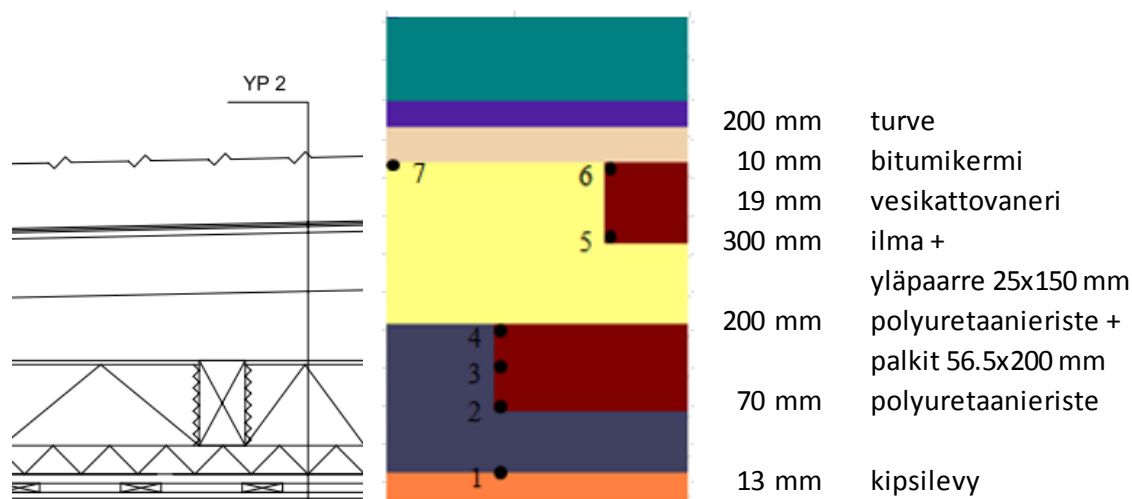 YP 2
7
6
5
4
3
2
1
200 mm turve
10 mm bitumikermi
19 mm vesikattovaneri
300 mm ilma +
yläpaarre 25x150 mm
200 mm polyuretaanieriste +
palkit 56.5x200 mm
70 mm polyuretaanieriste
13 mm kipsilevy